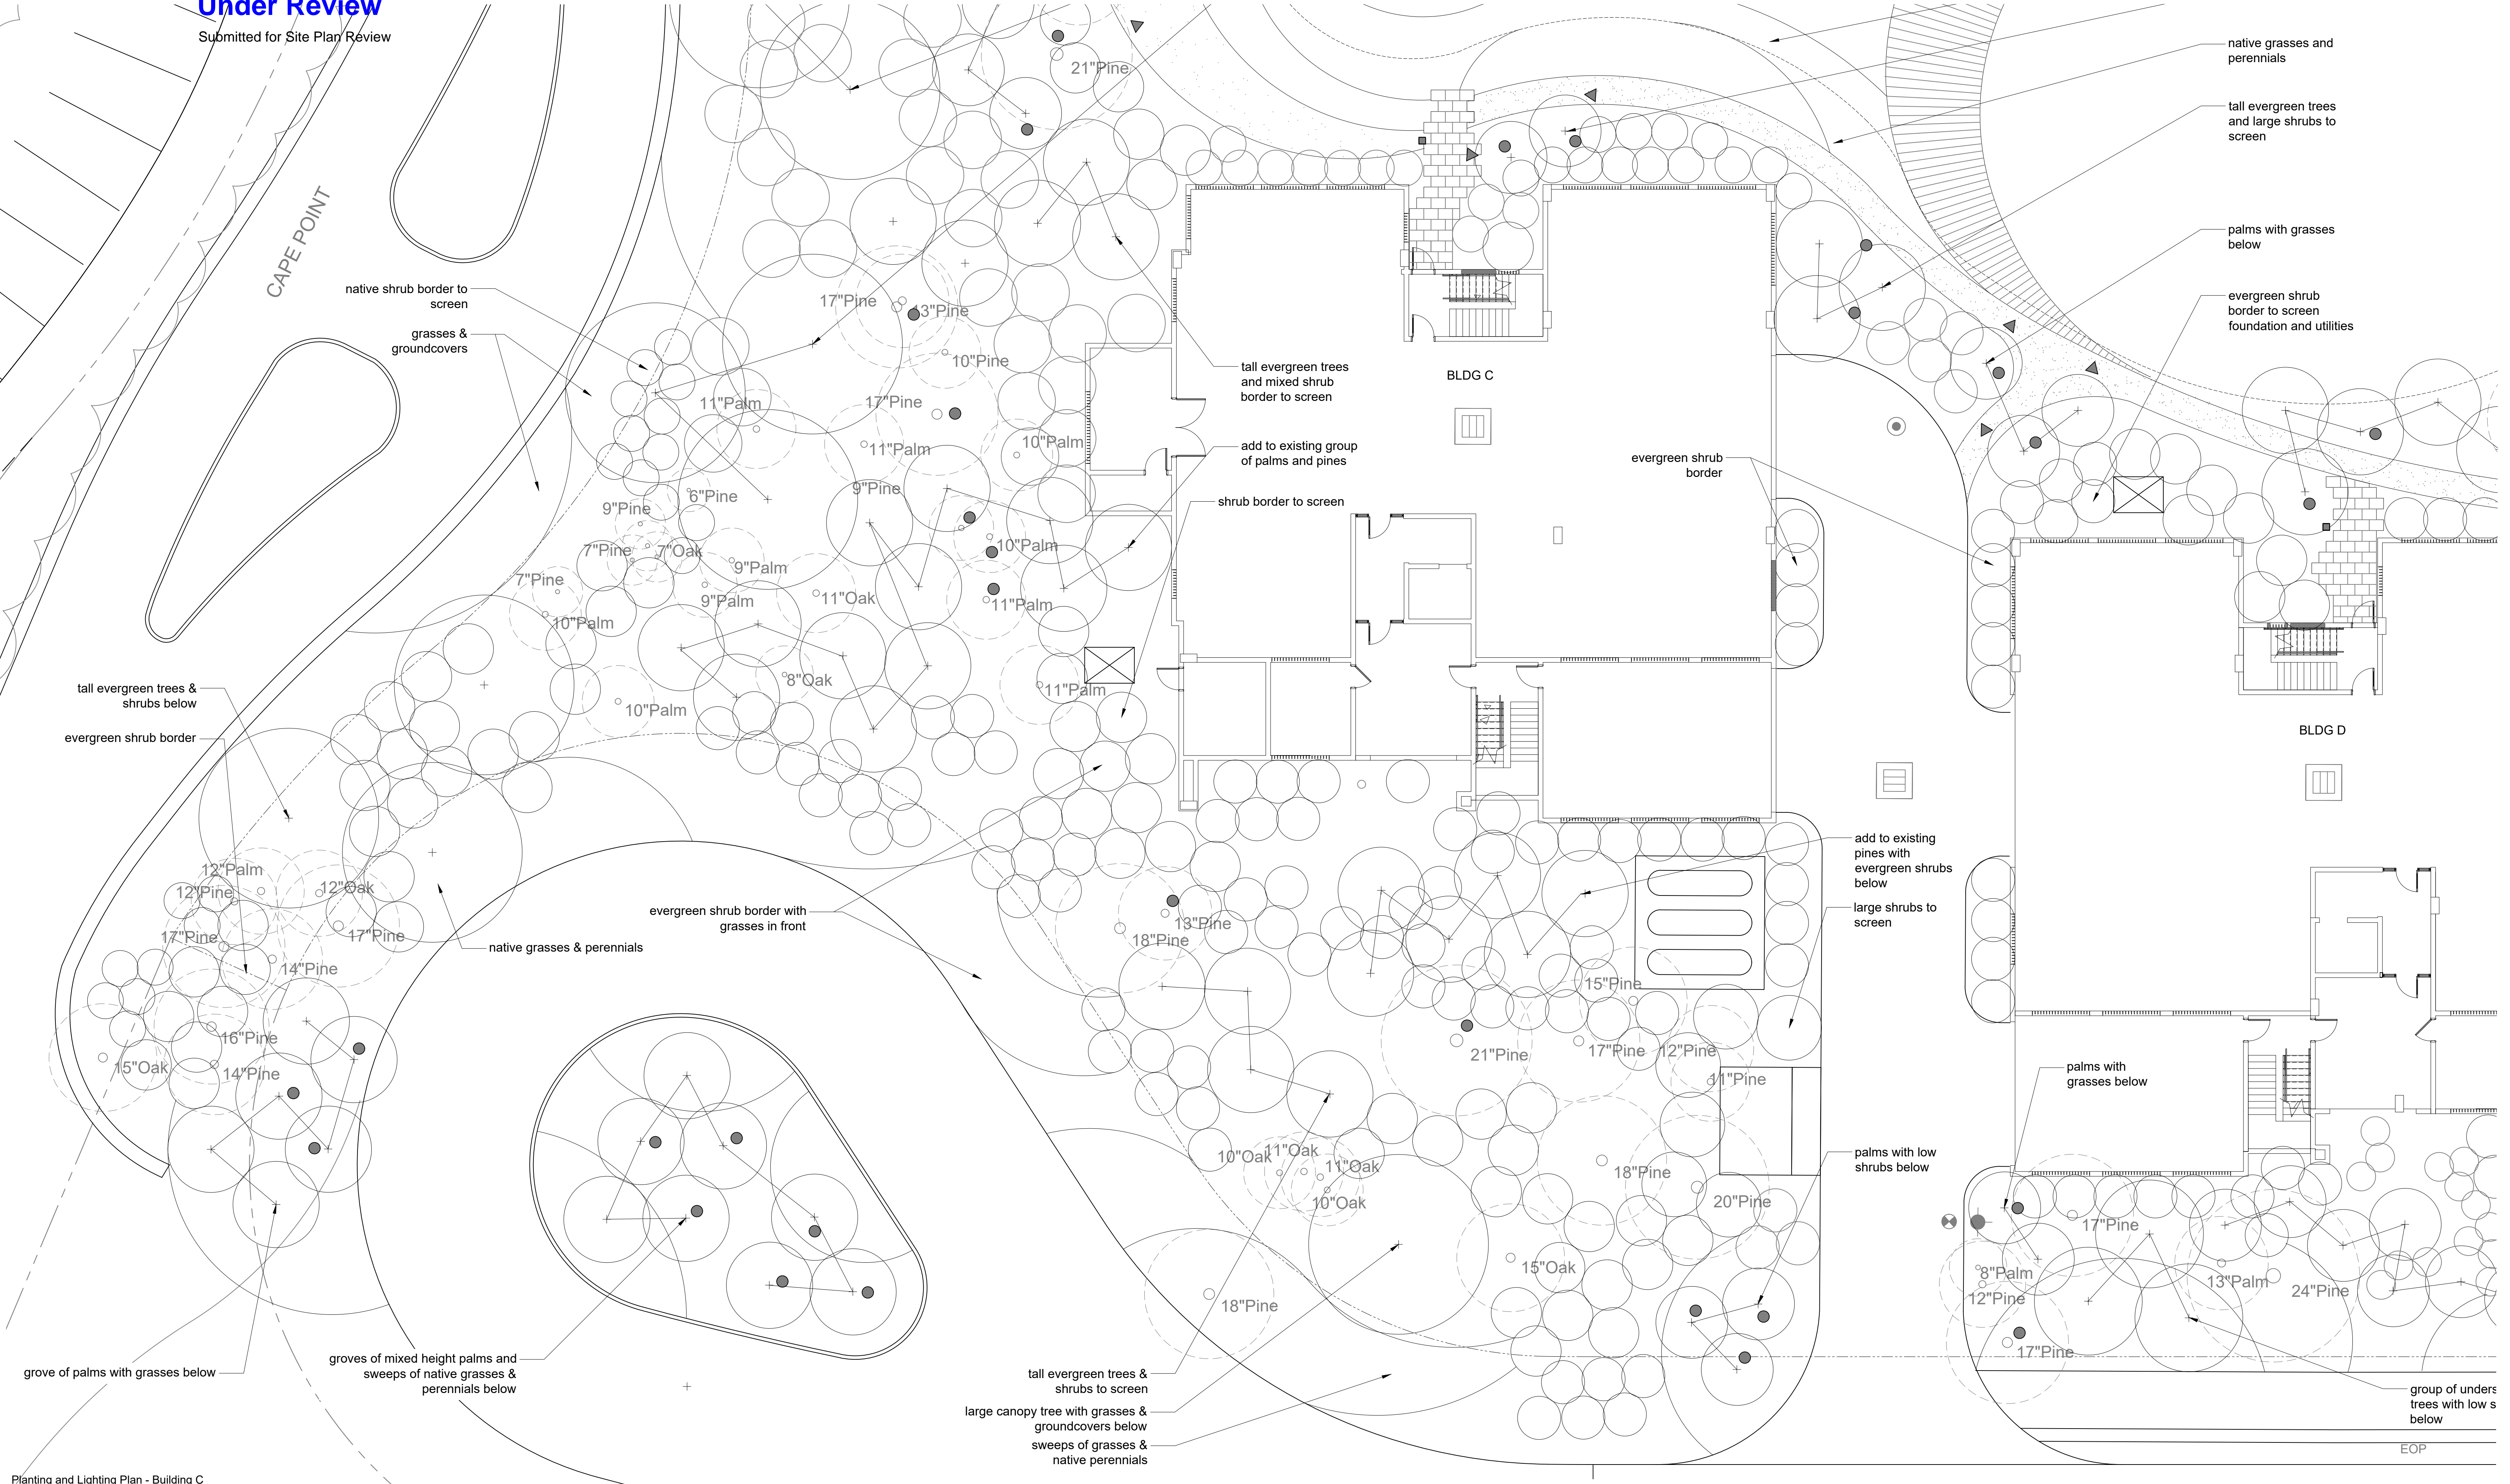 Under Review
Submitted for Site Plan Review
21"Pine
native grasses and
perennials
tall evergreen trees
and large shrubs to
screen
CAPE POINT
palms with grasses
below
native shrub border to
screen
17"Pine
13"Pine
evergreen shrub
border to screen
foundation and utilities
grasses &
groundcovers
10"Pine
tall evergreen trees
and mixed shrub
border to screen
BLDG C
11"Palm
17"Pine
11"Palm
10"Palm
add to existing group
of palms and pines
evergreen shrub
border
6"Pine
9"Pine
9"Pine
shrub border to screen
7"Pine
7"Oak
10"Palm
9"Palm
7"Pine
9"Palm
11"Oak
11"Palm
10"Palm
8"Oak
11"Palm
tall evergreen trees &
shrubs below
10"Palm
evergreen shrub border
BLDG D
add to existing
pines with
evergreen shrubs
below
12"Palm
12"Pine
12"Oak
evergreen shrub border with
grasses in front
large shrubs to
screen
13"Pine
17"Pine
17"Pine
18"Pine
native grasses & perennials
14"Pine
15"Pine
16"Pine
21"Pine
17"Pine
12"Pine
15"Oak
14"Pine
11"Pine
palms with
grasses below
10"Oak
11"Oak
11"Oak
10"Oak
18"Pine
palms with low
shrubs below
20"Pine
17"Pine
15"Oak
8"Palm
13"Palm
12"Pine
24"Pine
18"Pine
17"Pine
grove of palms with grasses below
groves of mixed height palms and
sweeps of native grasses &
perennials below
tall evergreen trees &
shrubs to screen
large canopy tree with grasses &
groundcovers below
sweeps of grasses &
native perennials
group of unders
trees with low s
below
EOP
Planting and Lighting Plan - Building C